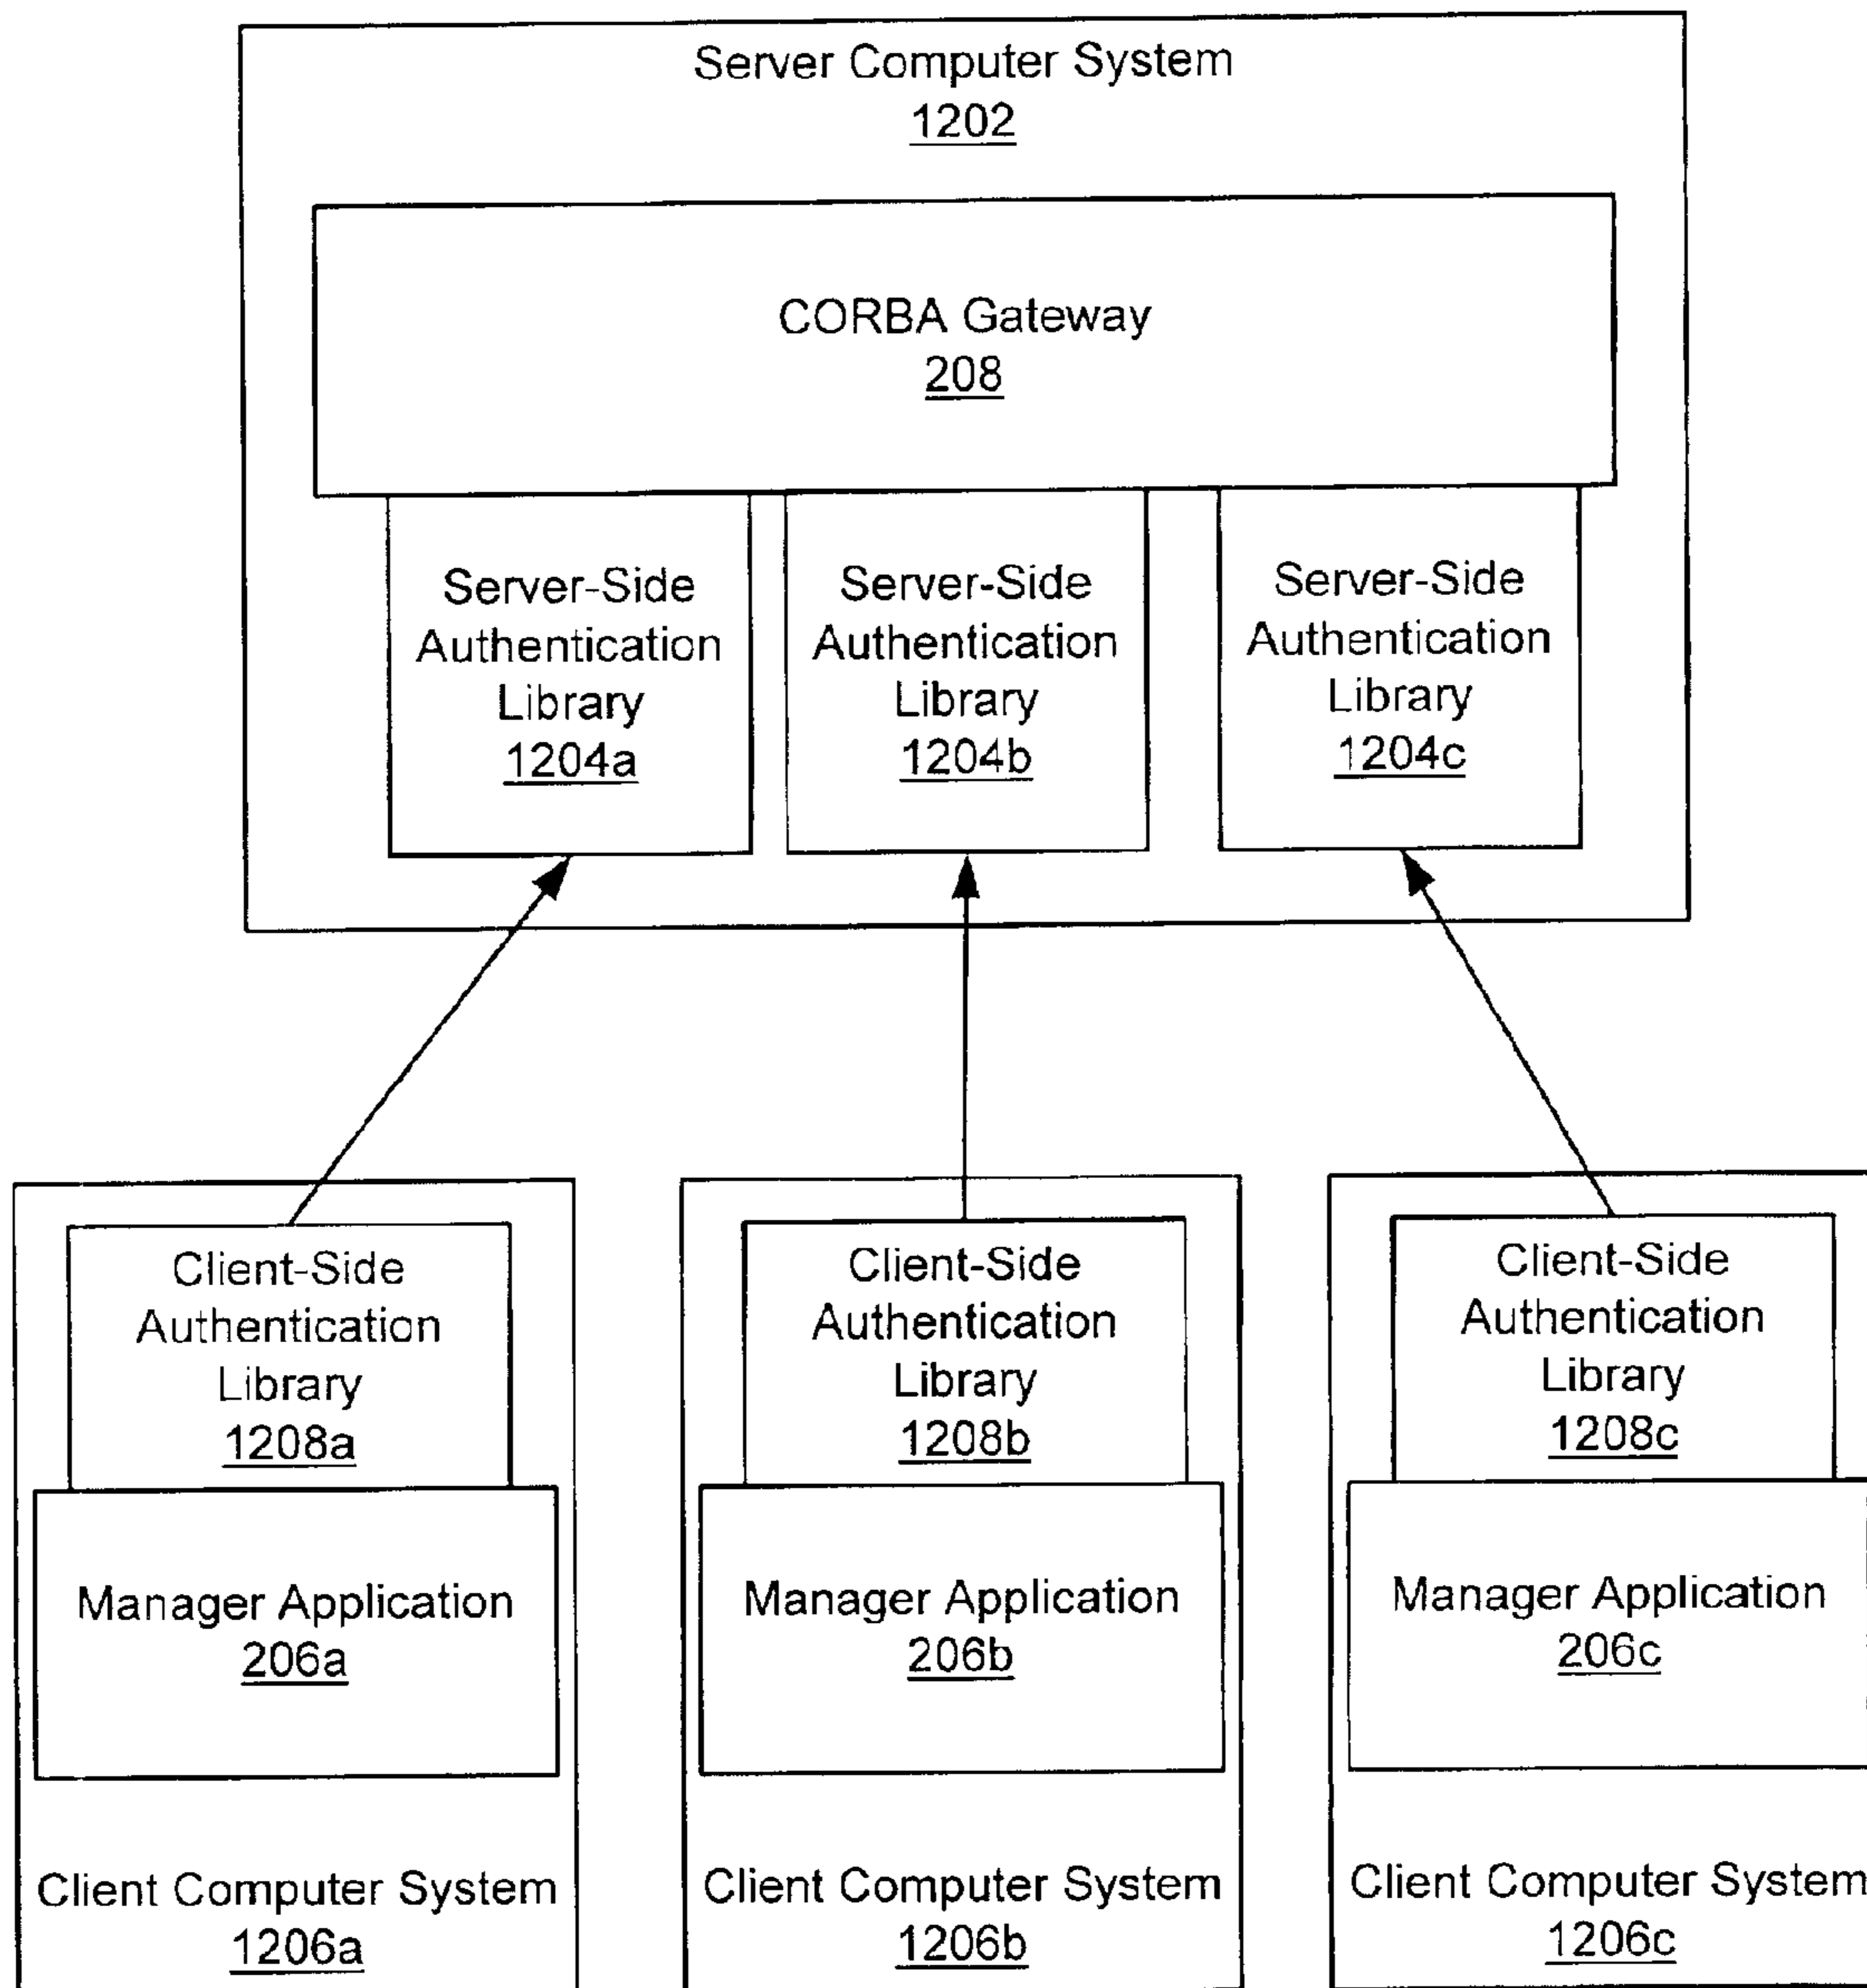 Server Computer System
1202
CORBA Gateway
208
Server-Side
Authentication
Library
1204a
Server-Side
Authentication
Library
1204b
Server-Side
Authentication
Library
1204c
Client-Side
Authentication
Library
1208a
Manager Application
206a
Client Computer System
1206a
Client-Side
Authentication
Library
1208b
Manager Application
206b
Client Computer System
1206b
Client-Side
Authentication
Library
1208c
Manager Application
206c
Client Computer System
1206c